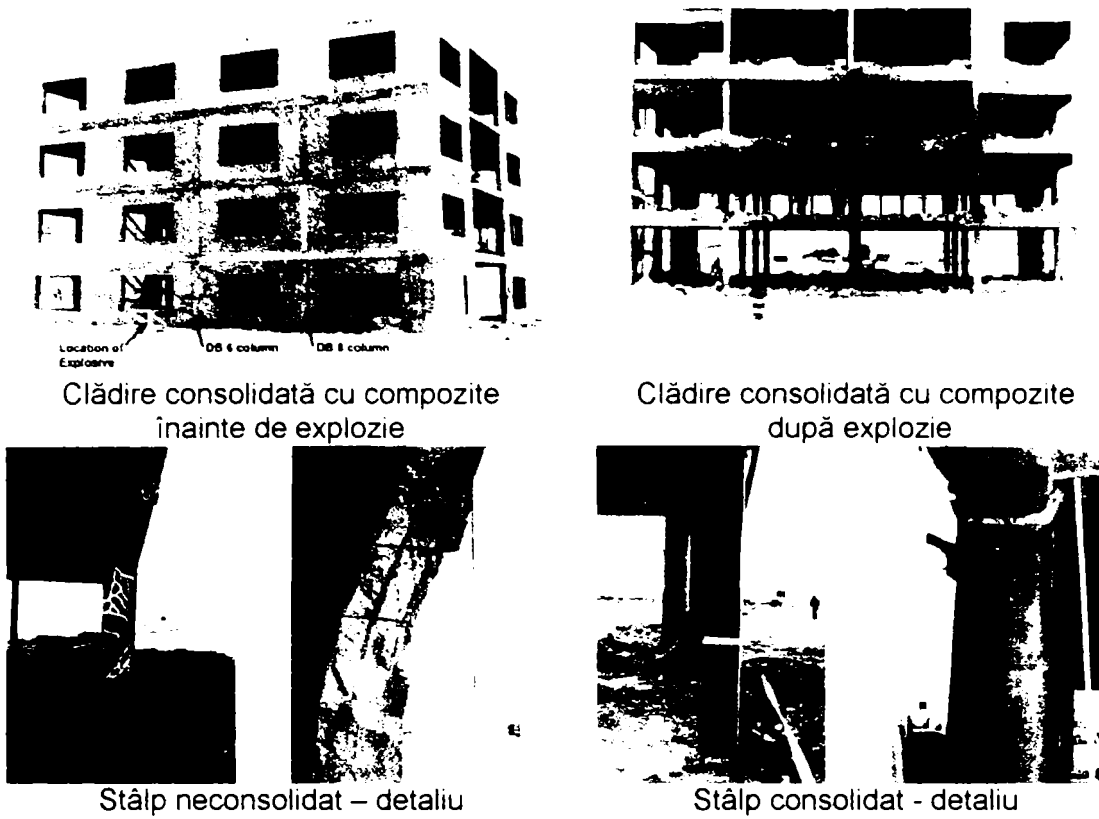 Location of
Explosive
DB 6 column
DB 8 column
Clădire consolidată cu compozite
înainte de explozie
Clădire consolidată cu compozite
după explozie
Stâlp neconsolidat – detaliu
Stâlp consolidat - detaliu